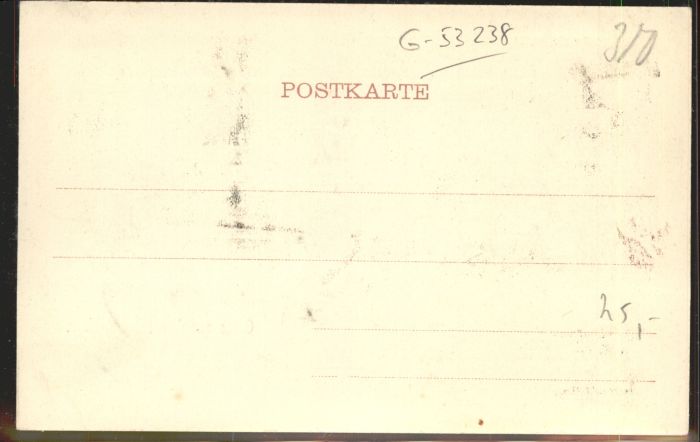 G-53238
310
POSTKARTE
25,-